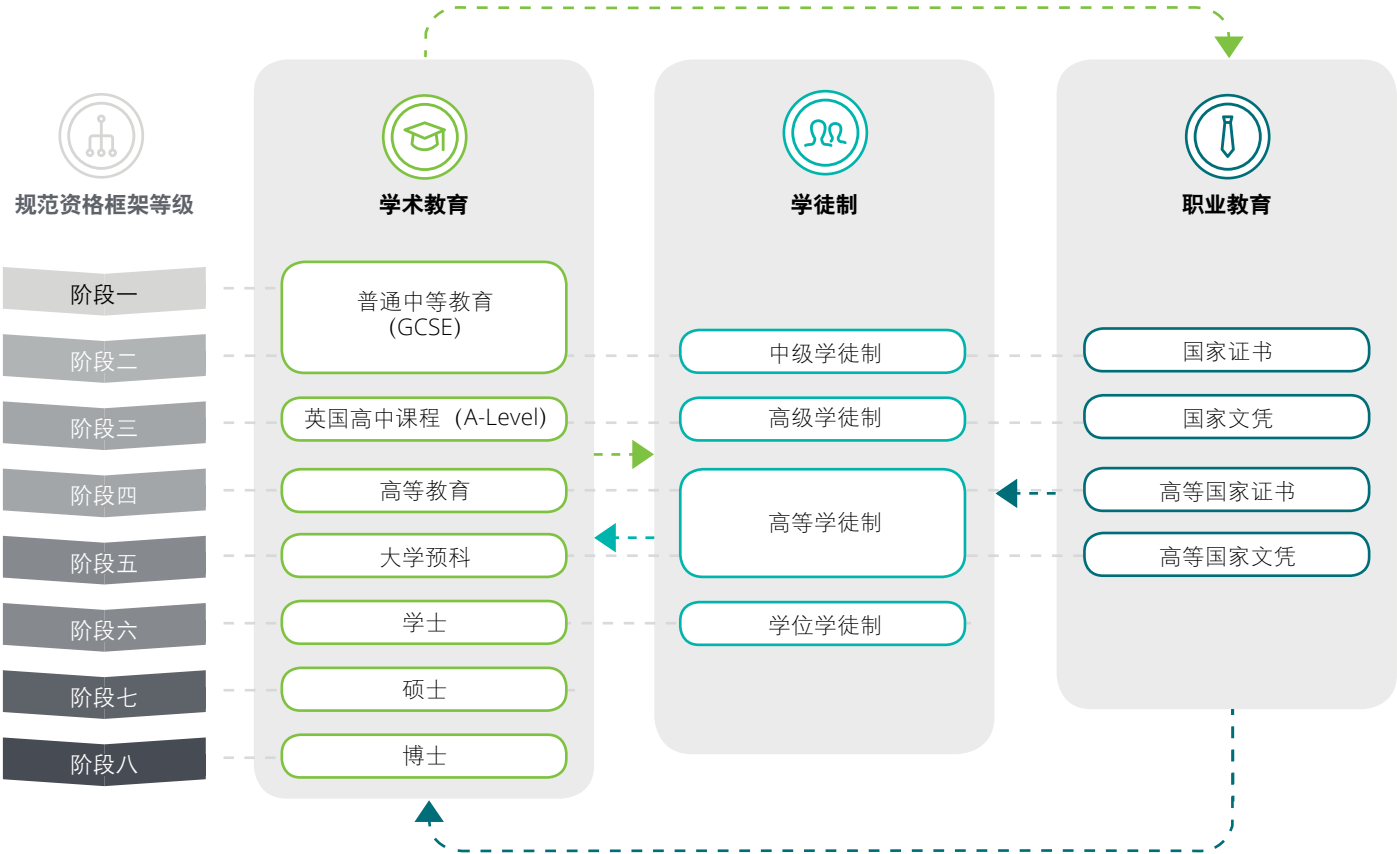 规范资格框架等级
学术教育
学徒制
职业教育
阶段一
普通中等教育
(GCSE)
阶段二
中级学徒制
国家证书
阶段三
英国高中课程（A-Level)
高级学徒制
国家文凭
阶段四
高等教育
高等学徒制
高等国家证书
阶段五
大学预科
高等国家文凭
阶段六
学士
学位学徒制
阶段七
硕士
阶段八
博士